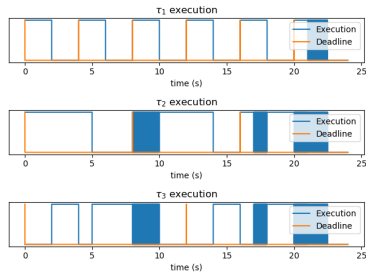 τ₁ execution
Execution
Deadline
0 5 10 15 20 25
time (s)
τ₂ execution
Execution
Deadline
0 5 10 15 20 25
time (s)
τ₃ execution
Execution
Deadline
0 5 10 15 20 25
time (s)